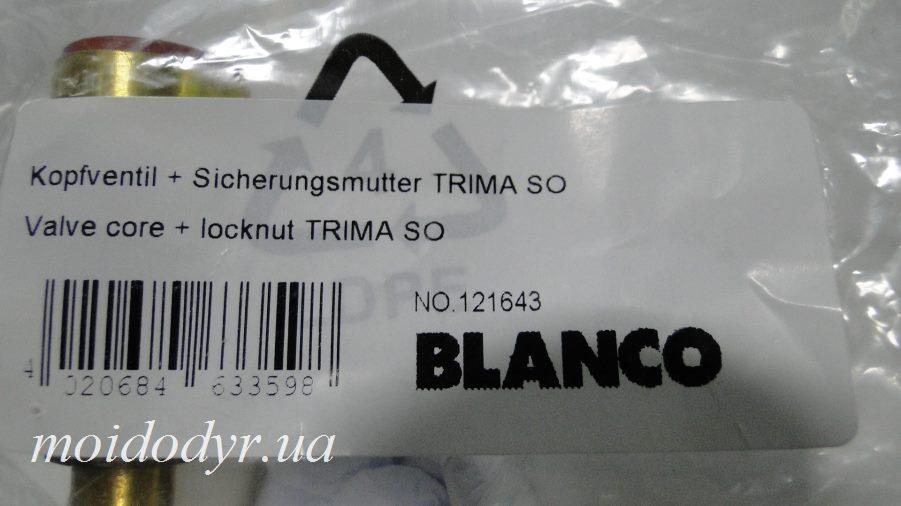 Kopfventil + Sicherungsmutter TRIMA SO
Valve core + locknut TRIMA SO
NO.121643
BLANCO
4 020684 633598
moidodyr.ua